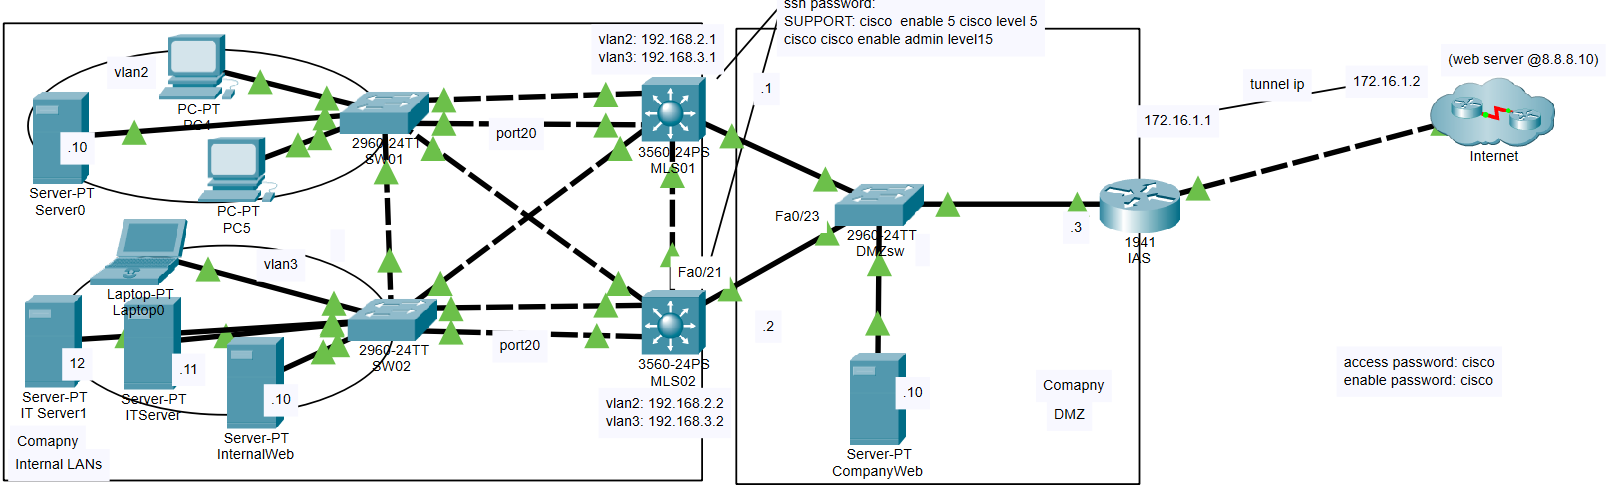 ssh password:
SUPPORT: cisco  enable 5 cisco level 5
cisco cisco enable admin level15
vlan2: 192.168.2.1
vlan3: 192.168.3.1
(web server @8.8.8.10)
vlan2
tunnel ip
172.16.1.2
.1
172.16.1.1
PC-PT
PC4
port20
2960-24TT
SW01
3560-24PS
MLS01
Internet
.10
Server-PT
Server0
PC-PT
PC5
Fa0/23
2960-24TT
DMZsw
.3
1941
IAS
vlan3
Fa0/21
Laptop-PT
Laptop0
.2
port20
2960-24TT
SW02
3560-24PS
MLS02
12
.11
.10
Server-PT
IT Server1
Server-PT
ITServer
Server-PT
InternalWeb
vlan2: 192.168.2.2
vlan3: 192.168.3.2
.10
Server-PT
CompanyWeb
Comapny
DMZ
access password: cisco
enable password: cisco
Comapny
Internal LANs